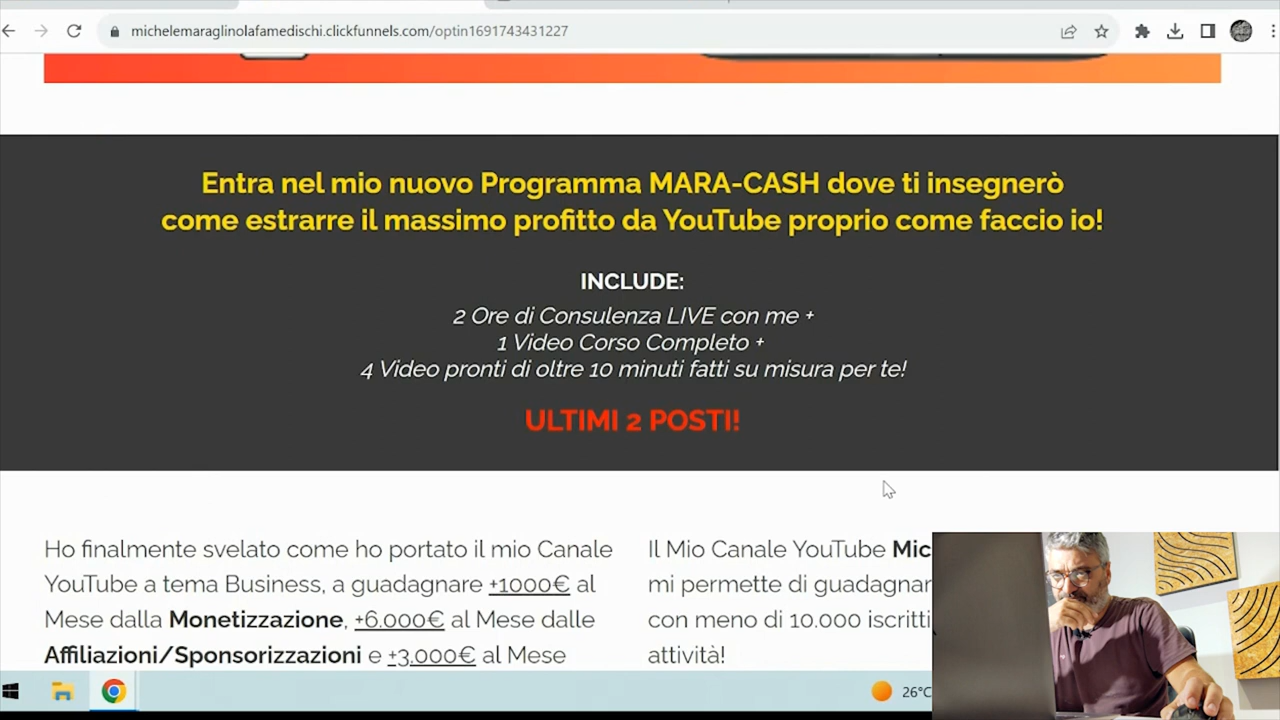 michelemaraglinolafamedischi.clickfunnels.com/optin1691743431227
Entra nel mio nuovo Programma MARA-CASH dove ti insegnerò
come estrarre il massimo profitto da YouTube proprio come faccio io!
INCLUDE:
2 Ore di Consulenza LIVE con me +
1 Video Corso Completo +
4 Video pronti di oltre 10 minuti fatti su misura per te!
ULTIMI 2 POSTI!
Ho finalmente svelato come ho portato il mio Canale
YouTube a tema Business, a guadagnare +1000€ al
Mese dalla Monetizzazione, +6.000€ al Mese dalle
Affiliazioni/Sponsorizzazioni e +3.000€ al Mese
Il Mio Canale YouTube
mi permette di
con meno di 10.000 iscritti
attività!
26°C